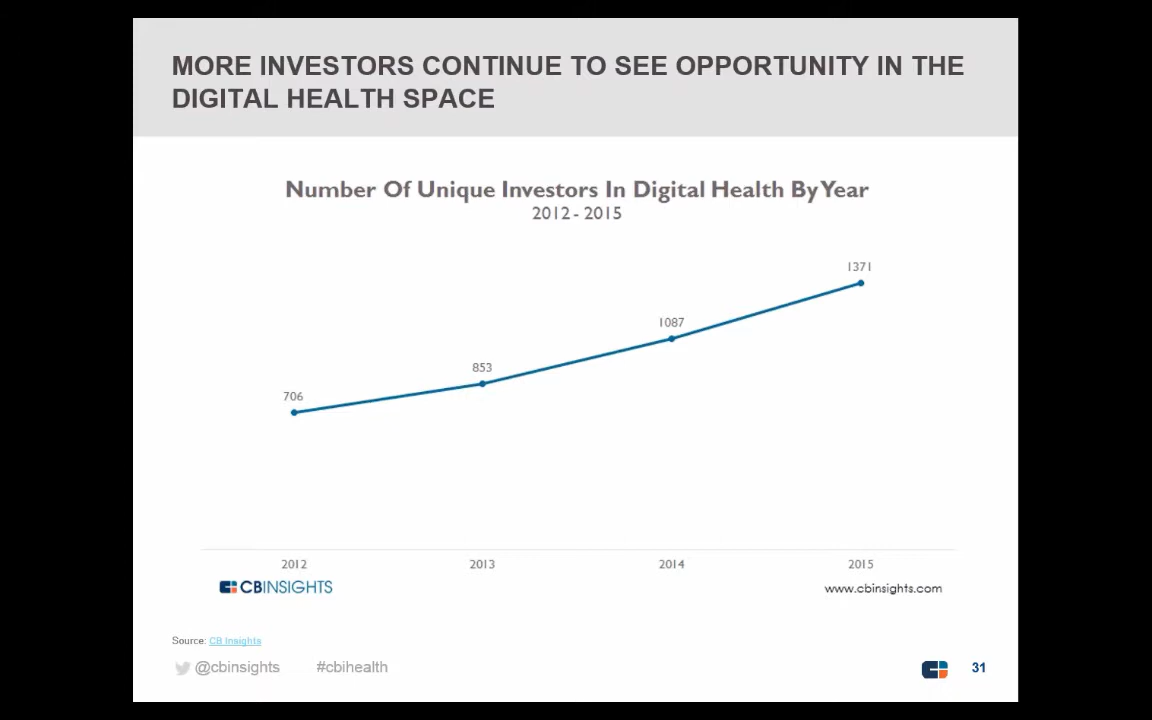 MORE INVESTORS CONTINUE TO SEE OPPORTUNITY IN THE
DIGITAL HEALTH SPACE
Number Of Unique Investors In Digital Health By Year
2012 - 2015
1371
1087
853
706
2012 2013 2014 2015
CBINSIGHTS www.cbinsights.com
Source: CB Insights
@cbinsights #cbihealth 31